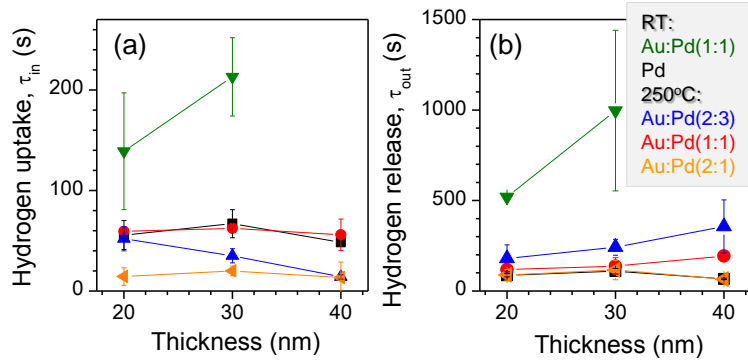 (a)
Hydrogen uptake, τin (s)
200
100
0
20
30
40
Thickness (nm)
(b)
Hydrogen release, τout (s)
1500
1000
500
0
20
30
40
Thickness (nm)
RT:
Au:Pd(1:1)
Pd
250°C:
Au:Pd(2:3)
Au:Pd(1:1)
Au:Pd(2:1)